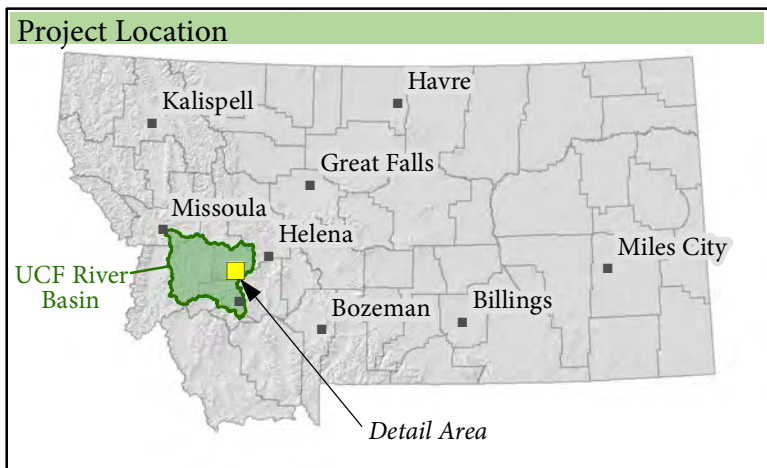 Project Location
Havre
Kalispell
Great Falls
Missoula
Helena
Miles City
UCF River
Basin
Bozeman
Billings
Detail Area